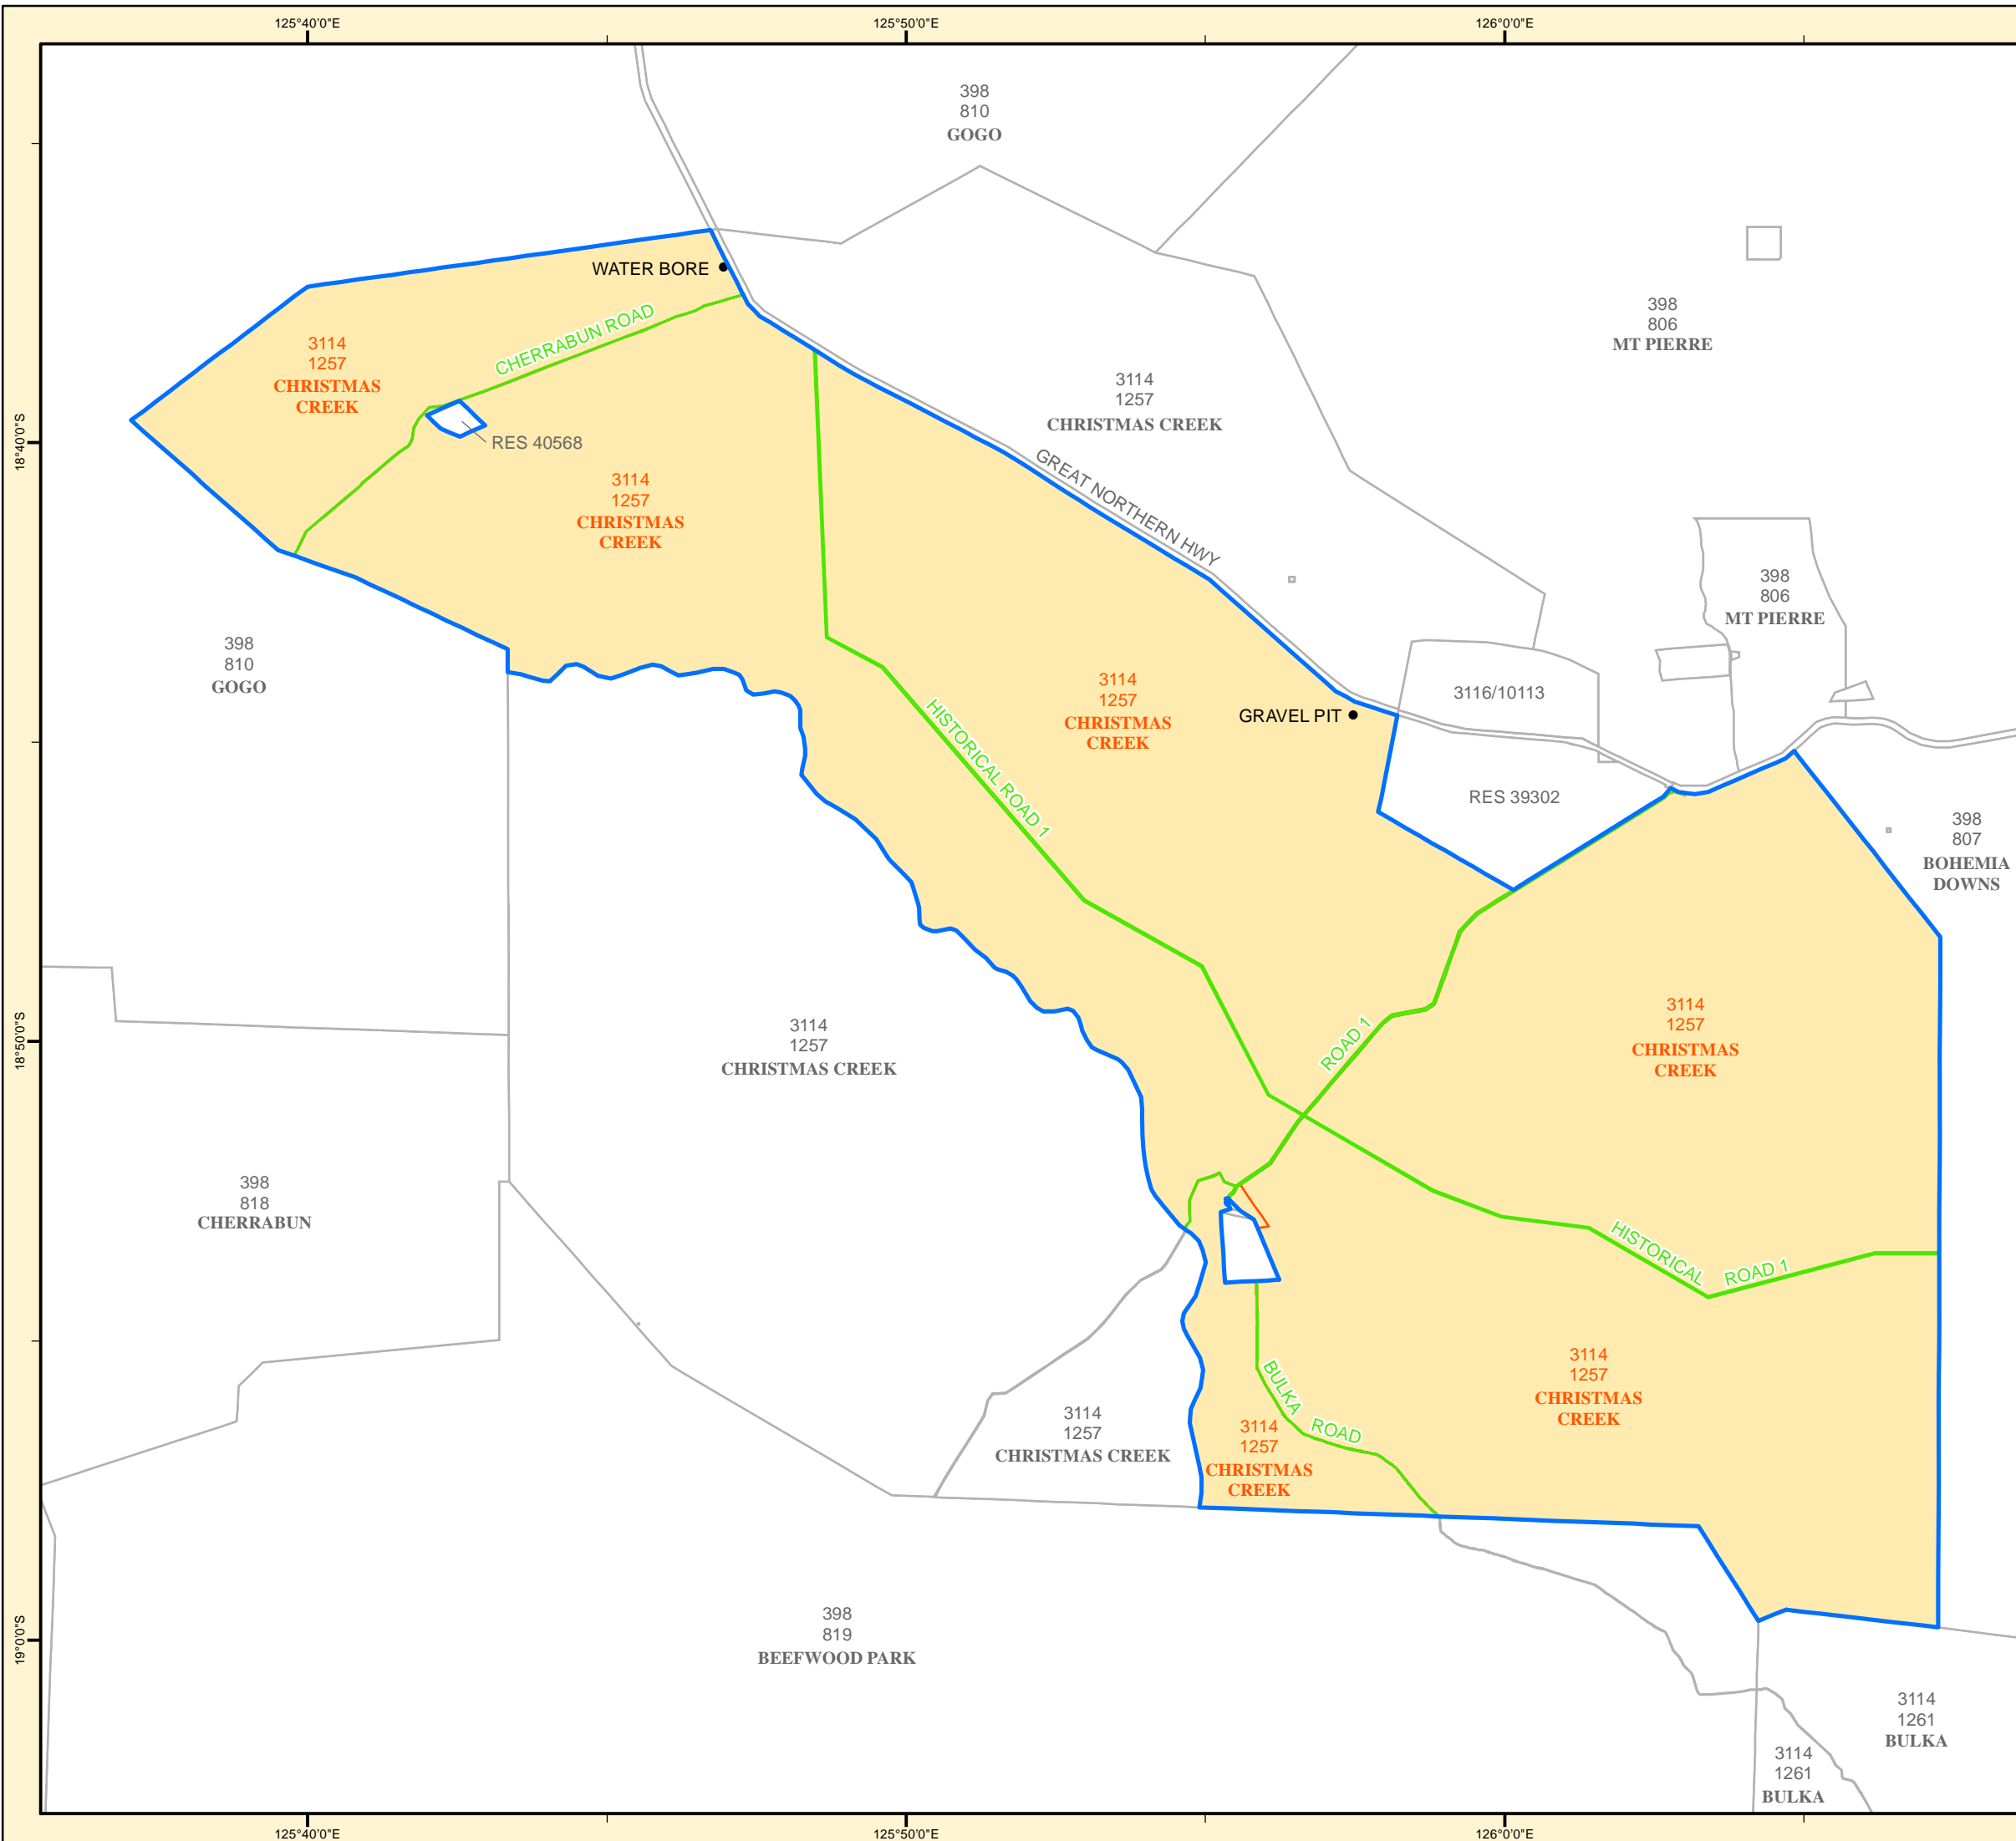 125°40'0"E
125°50'0"E
126°0'0"E
398
810
GOGO
WATER BORE
CHERRABUN ROAD
3114
1257
CHRISTMAS
CREEK
RES 40568
18°40'0"S
3114
1257
CHRISTMAS CREEK
398
806
MT PIERRE
GREAT NORTHERN HWY
3114
1257
CHRISTMAS
CREEK
398
806
MT PIERRE
398
810
GOGO
3114
1257
CHRISTMAS
CREEK
GRAVEL PIT
3116/10113
RES 39302
HISTORICAL ROAD 1
398
807
BOHEMIA
DOWNS
18°50'0"S
3114
1257
CHRISTMAS CREEK
ROAD 1
3114
1257
CHRISTMAS
CREEK
398
818
CHERRABUN
HISTORICAL
ROAD 1
3114
1257
CHRISTMAS
CREEK
BULKA
ROAD
3114
1257
CHRISTMAS CREEK
3114
1257
CHRISTMAS
CREEK
19°0'0"S
398
819
BEEFWOOD PARK
3114
1261
BULKA
3114
1261
BULKA
125°40'0"E
125°50'0"E
126°0'0"E